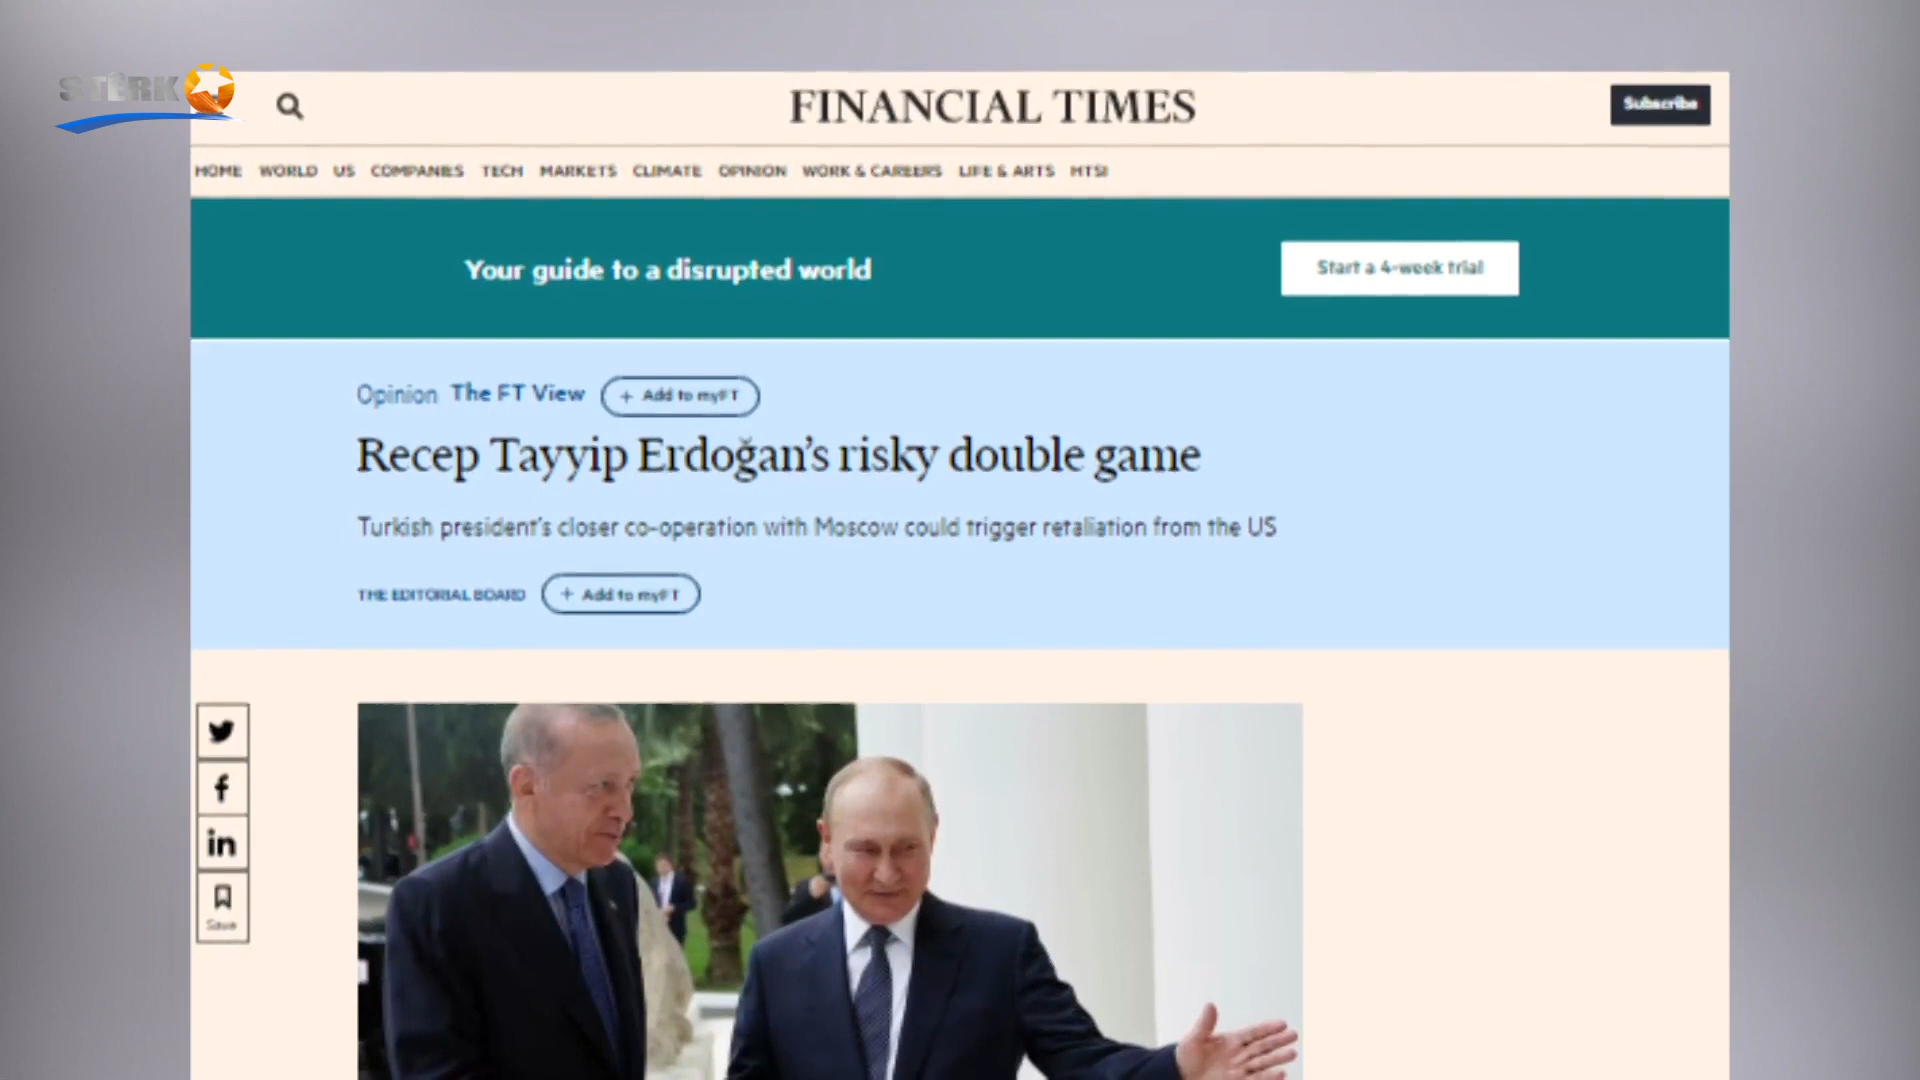 STÊRK
FINANCIAL TIMES
Subscribe
HOME WORLD US COMPANIES TECH MARKETS CLIMATE OPINION WORK & CAREERS LIFE & ARTS HTSI
Your guide to a disrupted world
Start a 4-week trial
Opinion The FT View + Add to myFT
Recep Tayyip Erdoğan’s risky double game
Turkish president’s closer co-operation with Moscow could trigger retaliation from the US
THE EDITORIAL BOARD + Add to myFT
Save